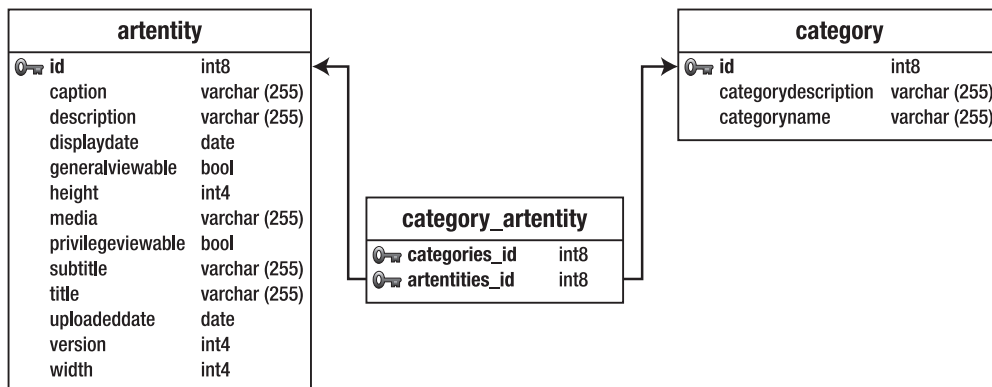 artentity
id int8
caption varchar (255)
description varchar (255)
displaydate date
generalviewable bool
height int4
media varchar (255)
privilegeviewable bool
subtitle varchar (255)
title varchar (255)
uploadeddate date
version int4
width int4
category_artentity
categories_id int8
artentities_id int8
category
id int8
categorydescription varchar (255)
categoryname varchar (255)